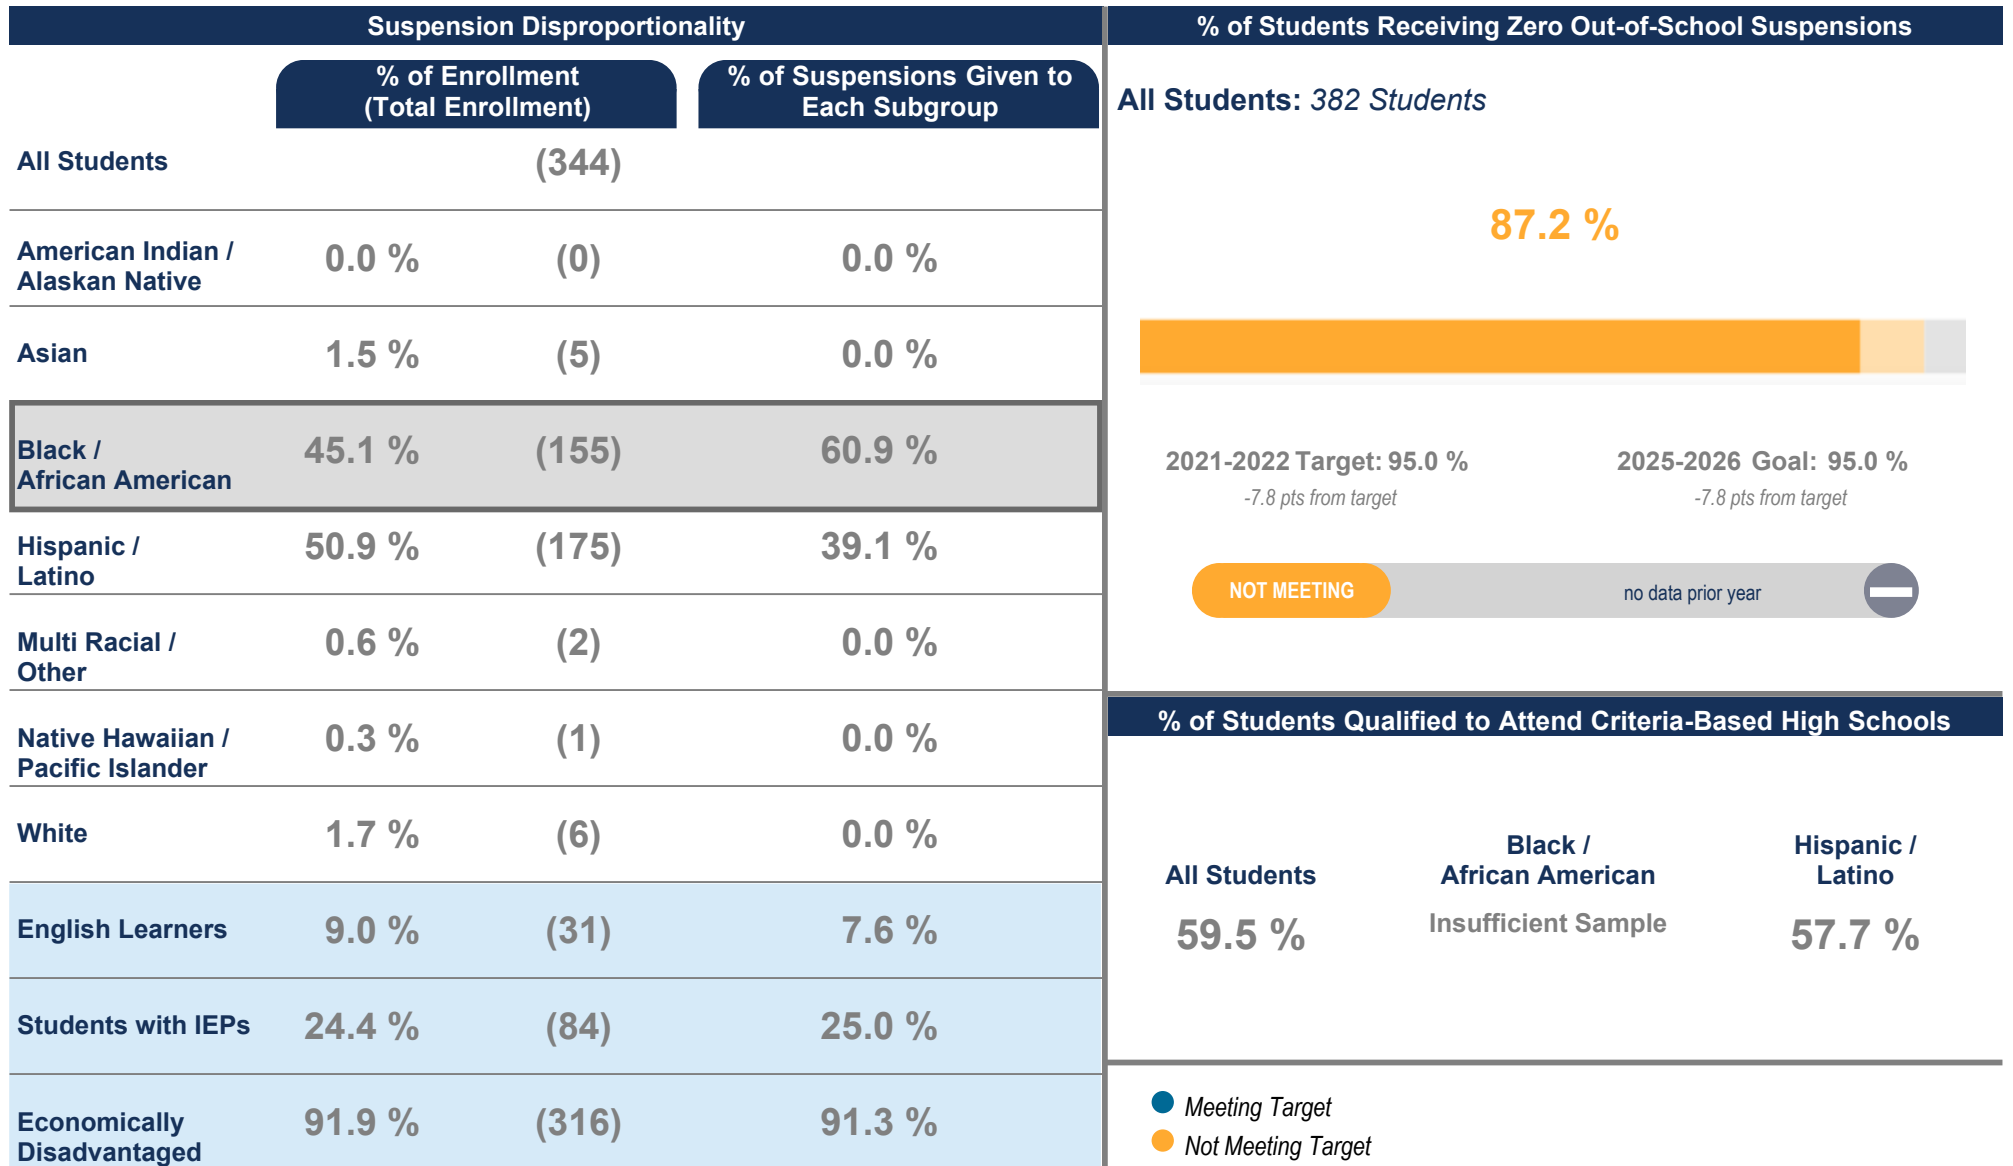 Suspension Disproportionality
% of Enrollment
(Total Enrollment)
% of Suspensions Given to
Each Subgroup
All Students (344)
American Indian /
Alaskan Native
0.0 % (0) 0.0 %
Asian 1.5 % (5) 0.0 %
Black /
African American
45.1 % (155) 60.9 %
Hispanic /
Latino
50.9 % (175) 39.1 %
Multi Racial /
Other
0.6 % (2) 0.0 %
Native Hawaiian /
Pacific Islander
0.3 % (1) 0.0 %
White 1.7 % (6) 0.0 %
English Learners 9.0 % (31) 7.6 %
Students with IEPs 24.4 % (84) 25.0 %
Economically
Disadvantaged
91.9 % (316) 91.3 %
% of Students Receiving Zero Out-of-School Suspensions
All Students: 382 Students
87.2 %
2021-2022 Target: 95.0 %
-7.8 pts from target
2025-2026 Goal: 95.0 %
-7.8 pts from target
NOT MEETING
no data prior year
% of Students Qualified to Attend Criteria-Based High Schools
All Students
59.5 %
Black /
African American
Insufficient Sample
Hispanic /
Latino
57.7 %
Meeting Target
Not Meeting Target